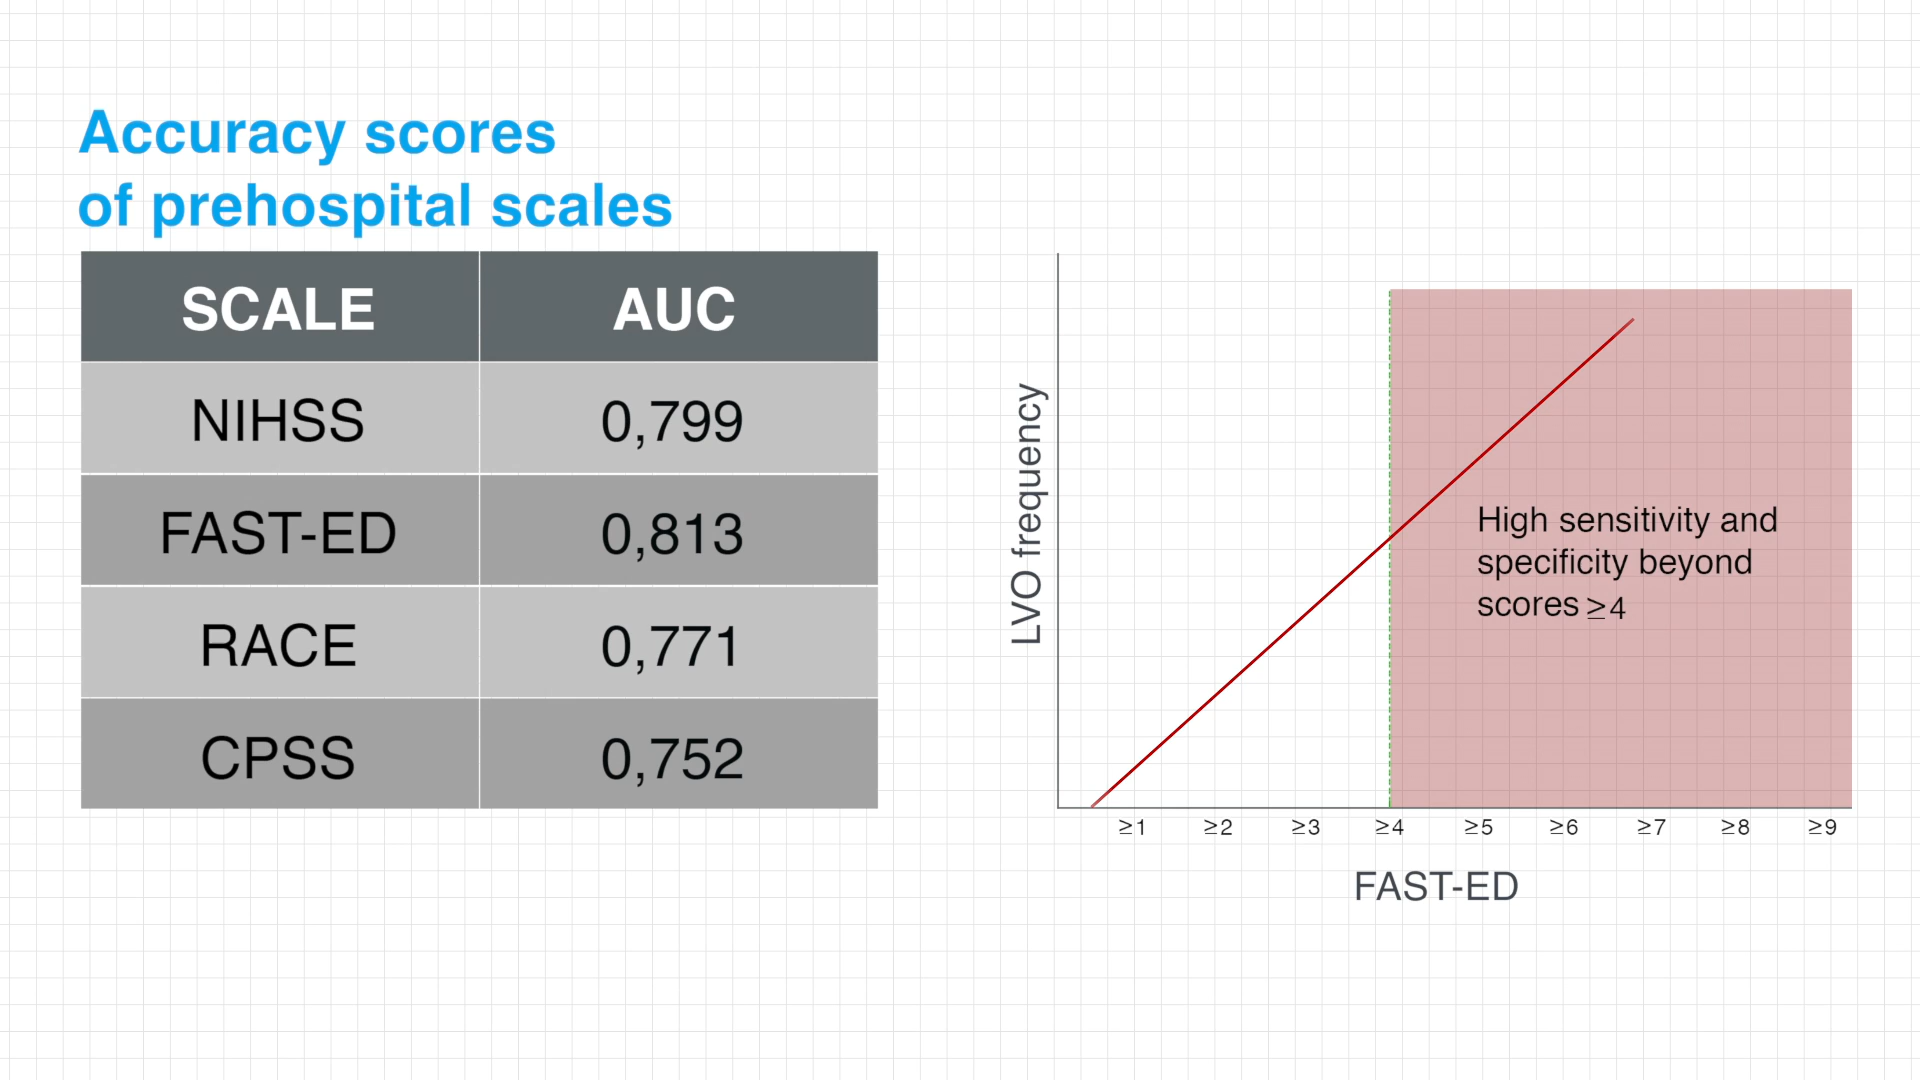 Accuracy scores
of prehospital scales
SCALE AUC
NIHSS 0,799
FAST-ED 0,813
RACE 0,771
CPSS 0,752
LVO frequency
High sensitivity and
specificity beyond
scores ≥4
≥1 ≥2 ≥3 ≥4 ≥5 ≥6 ≥7 ≥8 ≥9
FAST-ED